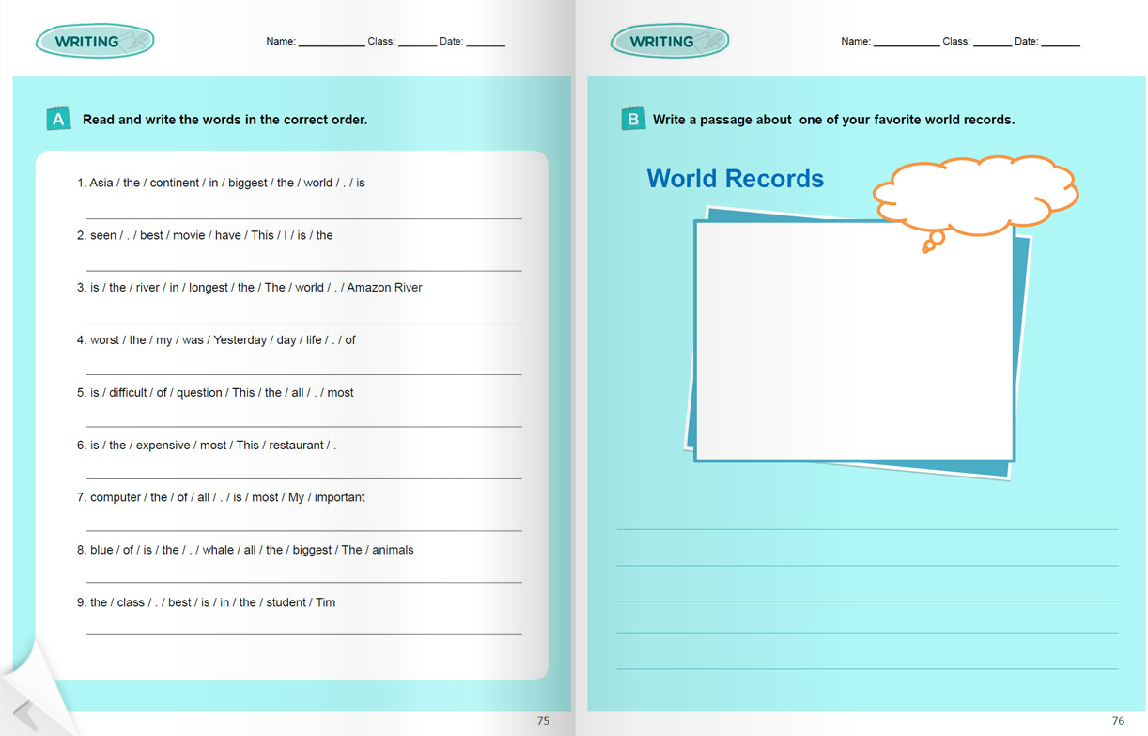 WRITING
Name: ___________ Class: ______ Date: ______
A Read and write the words in the correct order.
1. Asia / the / continent / in / biggest / the / world / . / is
2. seen / . / best / movie / have / This / I / is / the
3. is / the / river / in / longest / the / The / world / . / Amazon River
4. worst / the / my / was / Yesterday / day / life / . / of
5. is / difficult / of / question / This / the / all / . / most
6. is / the / expensive / most / This / restaurant / .
7. computer / the / of / all / . / is / most / My / important
8. blue / of / is / the / . / whale / all / the / biggest / The / animals
9. the / class / . / best / is / in / the / student / Tim
75
WRITING
Name: ___________ Class: ______ Date: ______
B Write a passage about one of your favorite world records.
World Records
76